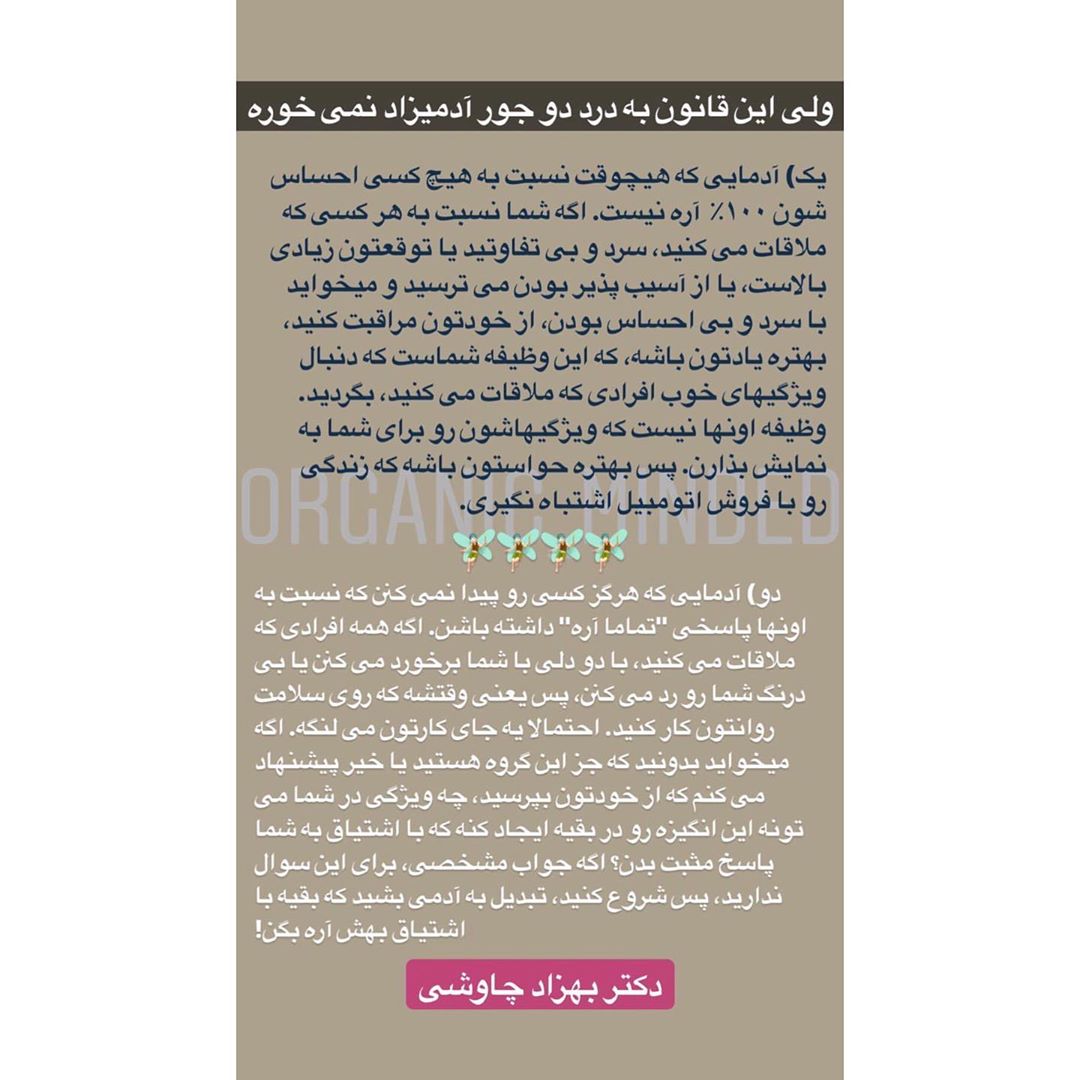 ولی این قانون به درد دو جور آدمیزاد نمی خوره
یک) آدمایی که هیچوقت نسبت به هیچ کسی احساس
شون ۱۰۰٪ آره نیست. اگه شما نسبت به هر کسی که
ملاقات می کنید، سرد و بی تفاوتید یا توقعتون زیادی
بالاست، یا از آسیب پذیر بودن می ترسید و میخواید
با سرد و بی احساس بودن، از خودتون مراقبت کنید،
بهتره یادتون باشه، که این وظیفه شماست که دنبال
ویژگیهای خوب افرادی که ملاقات می کنید، بگردید.
وظیفه اونها نیست که ویژگیهاشون رو برای شما به
نمایش بذارن. پس بهتره حواستون باشه که زندگی
رو با فروش اتومبیل اشتباه نگیری.
ORGANIC MINDED
دو) آدمایی که هرگز کسی رو پیدا نمی کنن که نسبت به
اونها پاسخی "تماما آره" داشته باشن. اگه همه افرادی که
ملاقات می کنید، با دو دلی با شما برخورد می کنن یا بی
درنگ شما رو رد می کنن، پس یعنی وقتشه که روی سلامت
روانتون کار کنید. احتمالا یه جای کارتون می لنگه. اگه
میخواید بدونید که جز این گروه هستید یا خیر پیشنهاد
می کنم که از خودتون بپرسید، چه ویژگی در شما می
تونه این انگیزه رو در بقیه ایجاد کنه که با اشتیاق به شما
پاسخ مثبت بدن؟ اگه جواب مشخصی، برای این سوال
ندارید، پس شروع کنید، تبدیل به آدمی بشید که بقیه با
اشتیاق بهش آره بگن!
دکتر بهزاد چاوشی